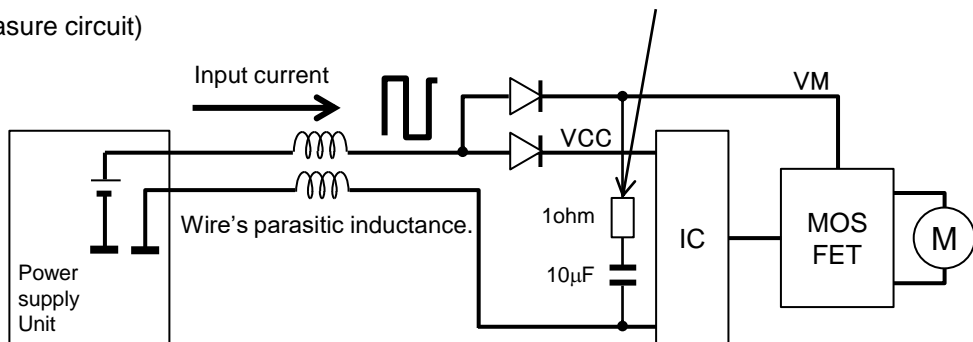 asure circuit)
Input current
VM
VCC
Wire's parasitic inductance.
1ohm
10μF
IC
MOS
FET
M
Power
supply
Unit